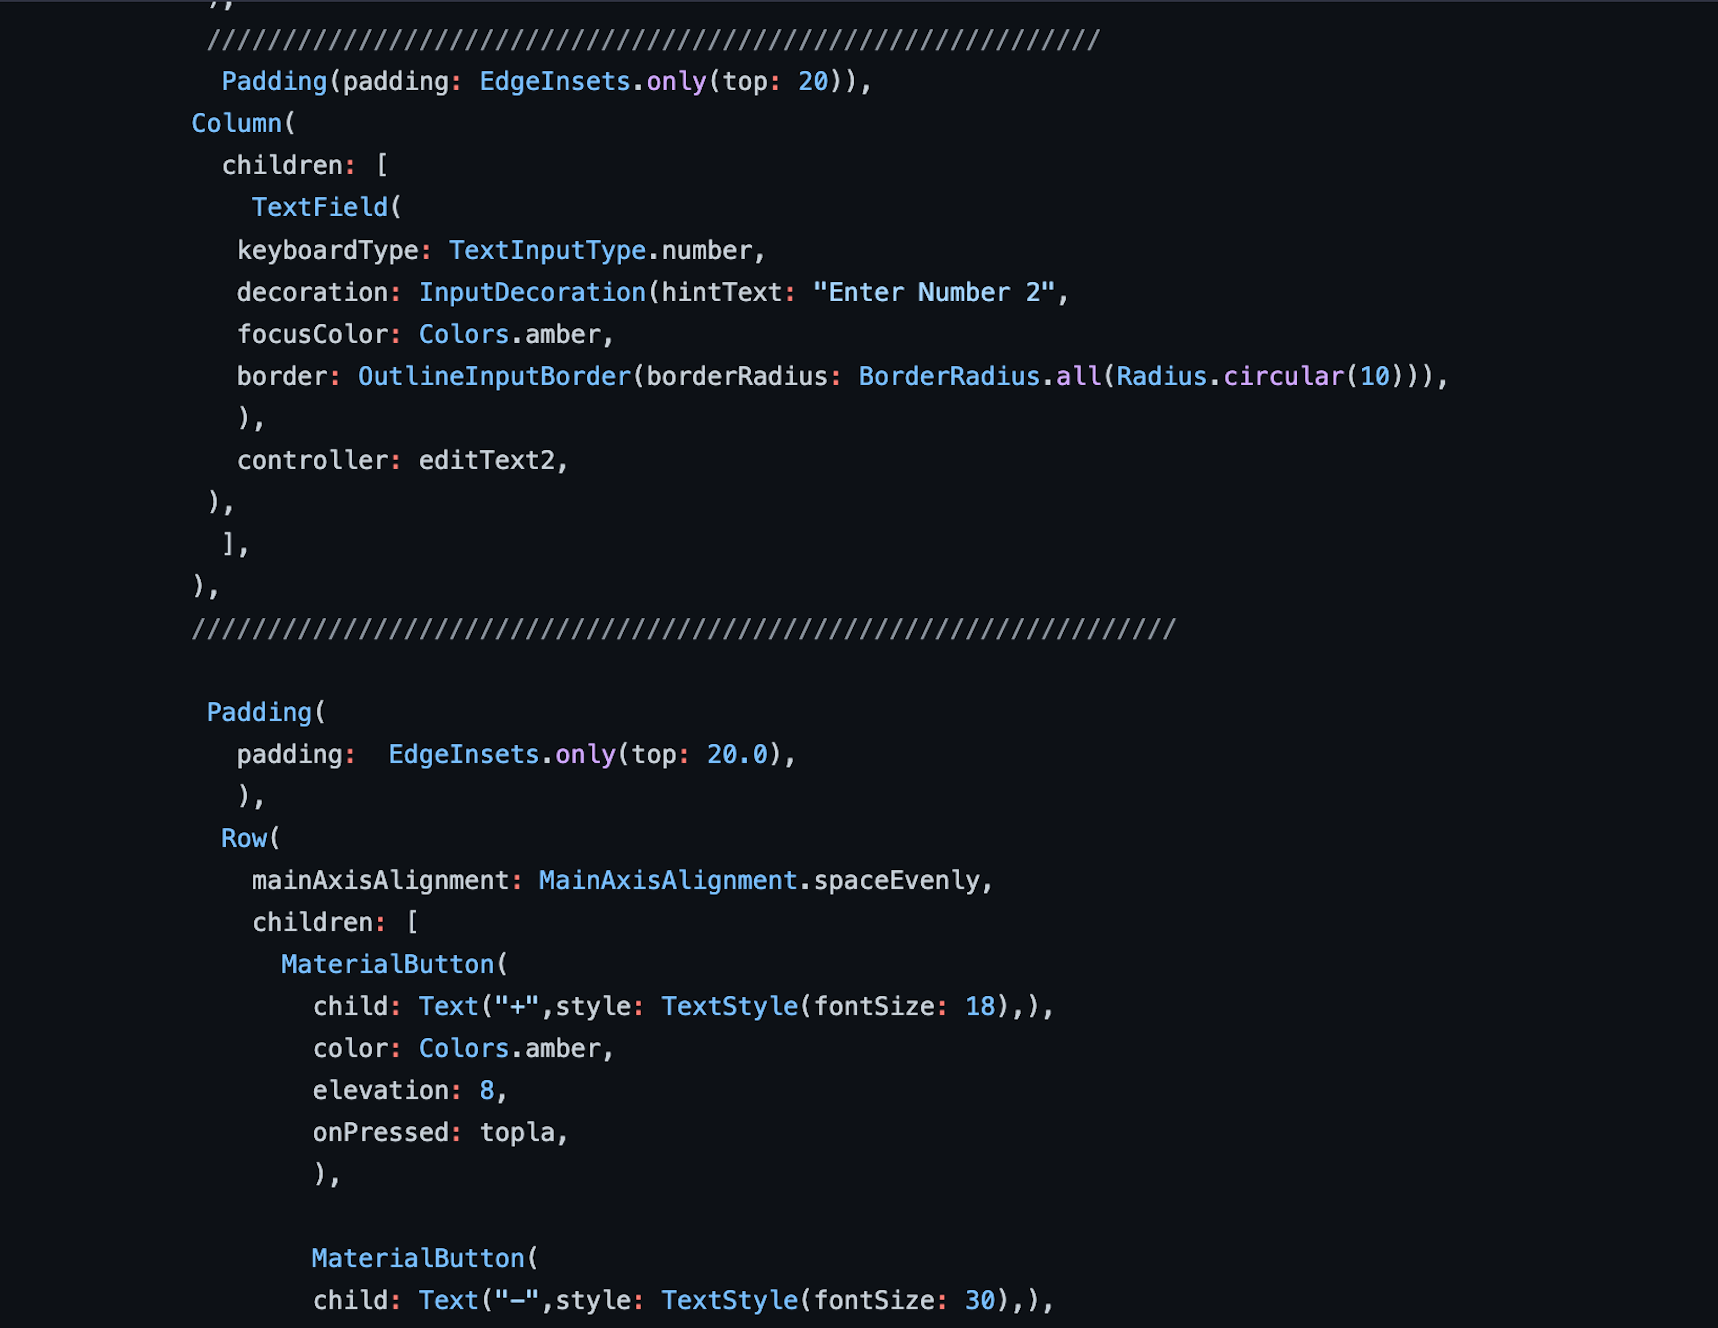 ),
///////////////////////////////////////////////////////////
Padding(padding: EdgeInsets.only(top: 20)),
Column(
children: [
TextField(
keyboardType: TextInputType.number,
decoration: InputDecoration(hintText: "Enter Number 2",
focusColor: Colors.amber,
border: OutlineInputBorder(borderRadius: BorderRadius.all(Radius.circular(10))),
),
controller: editText2,
),
],
),
/////////////////////////////////////////////////////////////////
Padding(
padding:  EdgeInsets.only(top: 20.0),
),
Row(
mainAxisAlignment: MainAxisAlignment.spaceEvenly,
children: [
MaterialButton(
child: Text("+",style: TextStyle(fontSize: 18),),
color: Colors.amber,
elevation: 8,
onPressed: topla,
),
MaterialButton(
child: Text("-",style: TextStyle(fontSize: 30),),